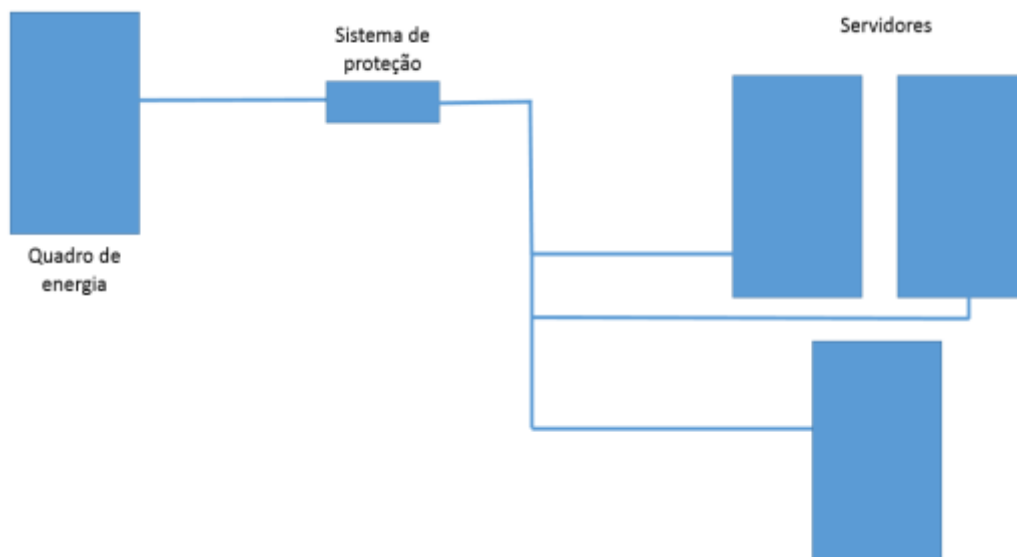 Sistema de
proteção
Servidores
Quadro de
energia